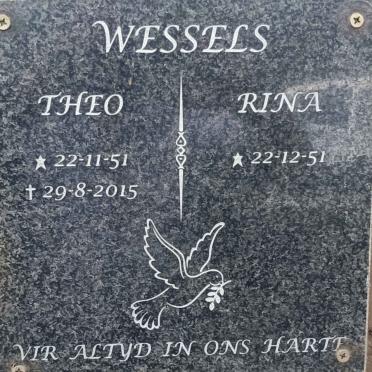 WESSELS
THEO RINA
22-11-51 22-12-51
29-8-2015
VIR ALTYD IN ONS HARTE